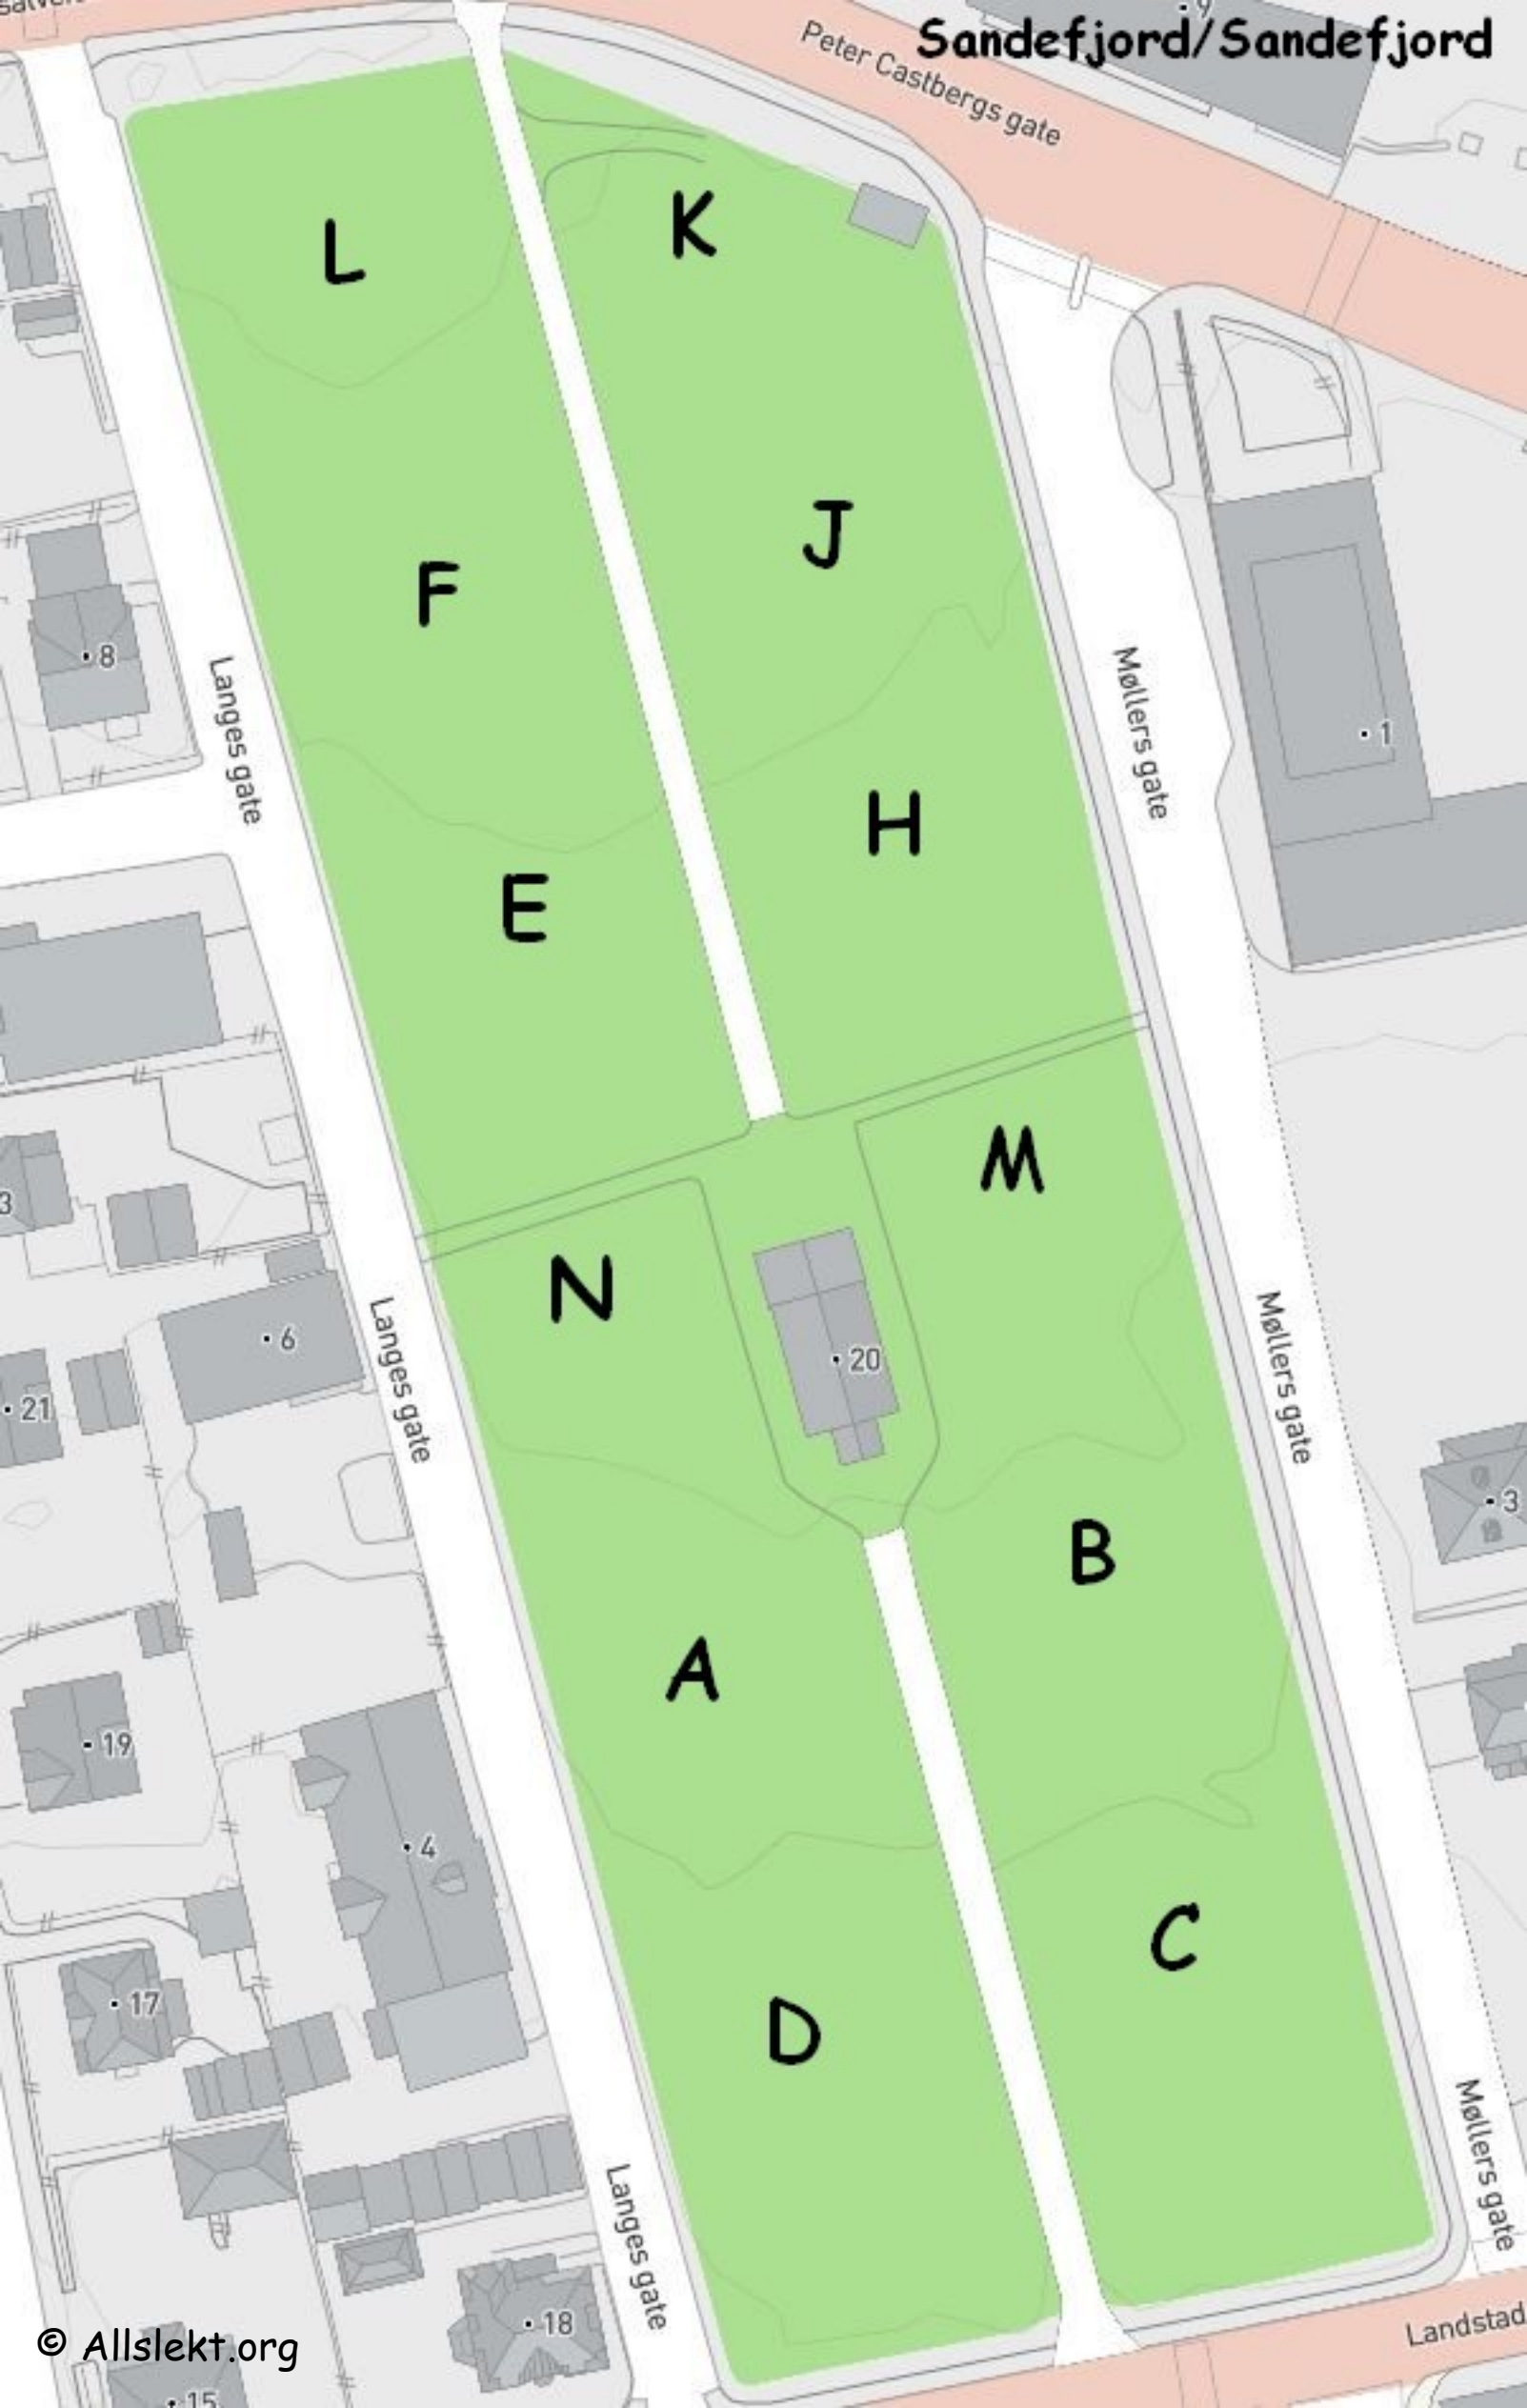 9
Sandefjord/Sandefjord
Peter Castbergs gate
L
K
J
F
8
Langes gate
Møllers gate
1
H
E
M
N
6
Langes gate
20
Møllers gate
21
3
3
B
A
19
4
C
17
D
Møllers gate
Langes gate
18
Landstad
© Allslekt.org
15